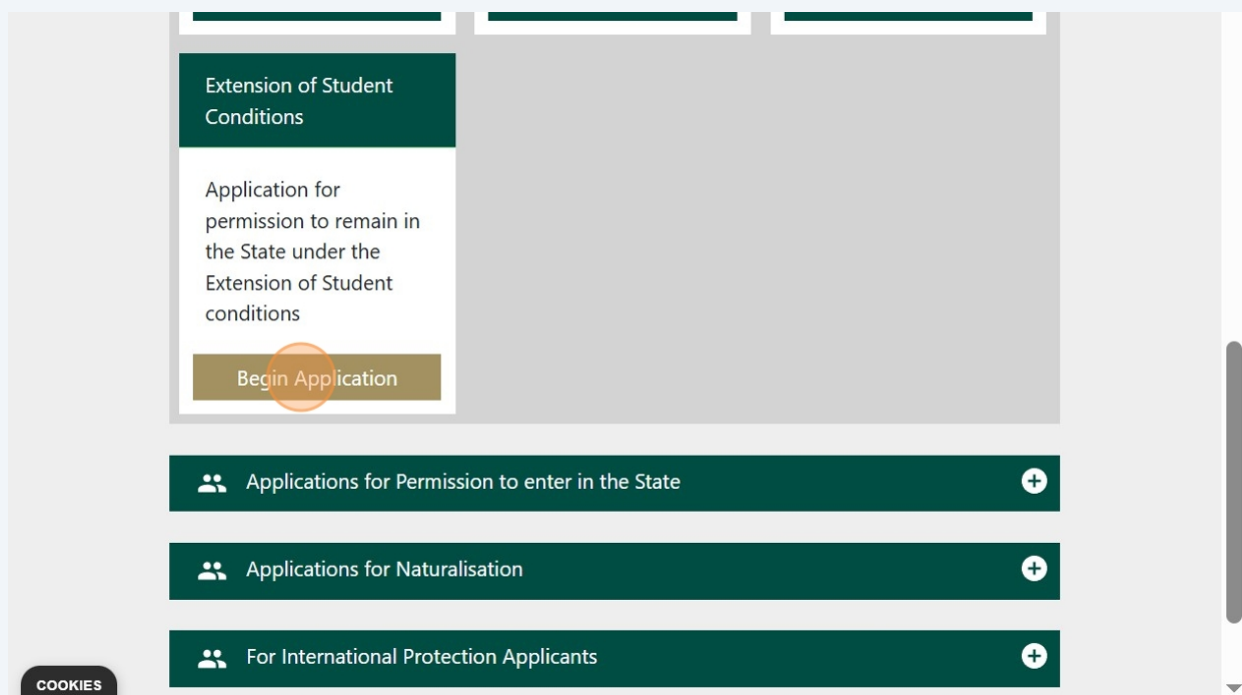 Extension of Student
Conditions
Application for
permission to remain in
the State under the
Extension of Student
conditions
Begin Application
Applications for Permission to enter in the State
Applications for Naturalisation
For International Protection Applicants
COOKIES